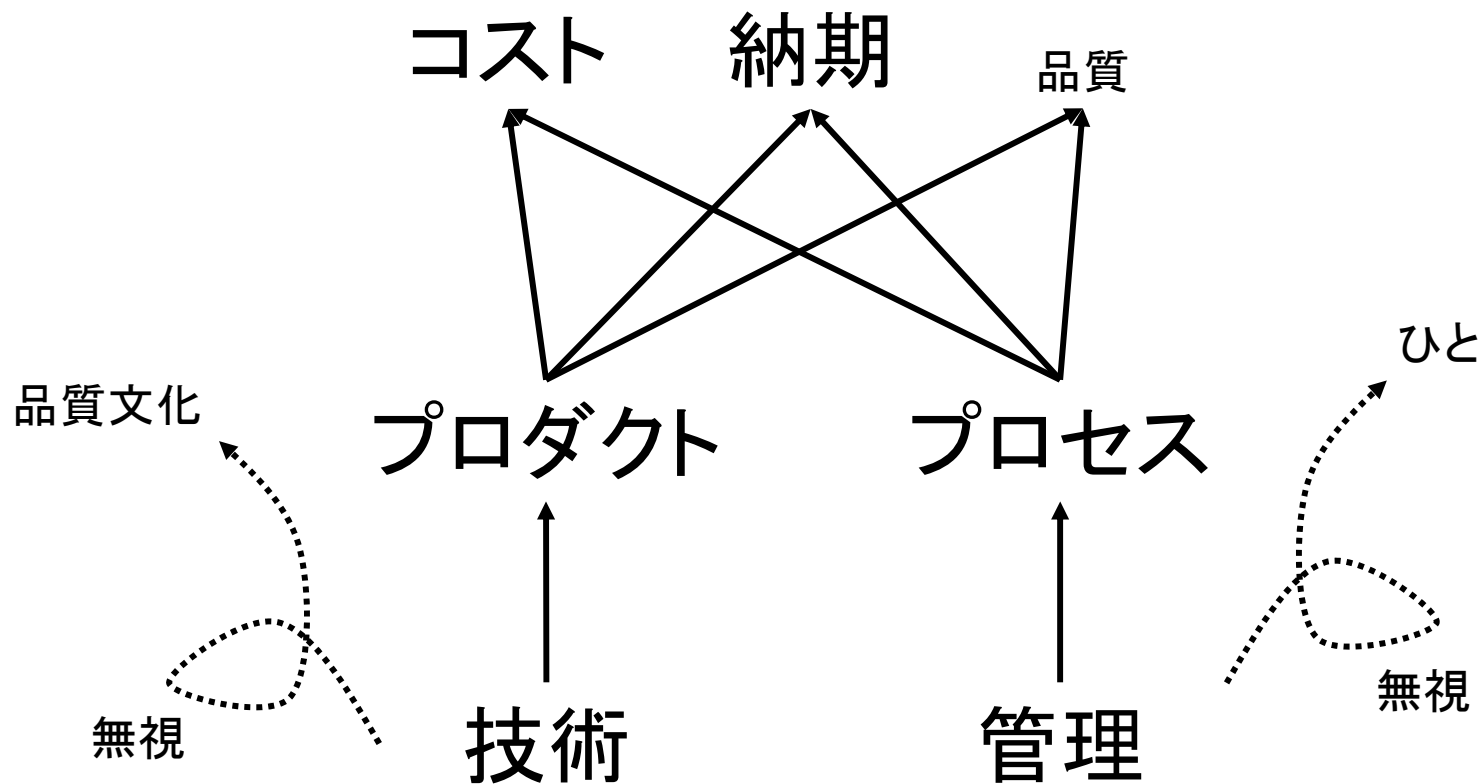 コスト 納期 品質
ひと
品質文化
プロダクト プロセス
無視
無視
技術 管理